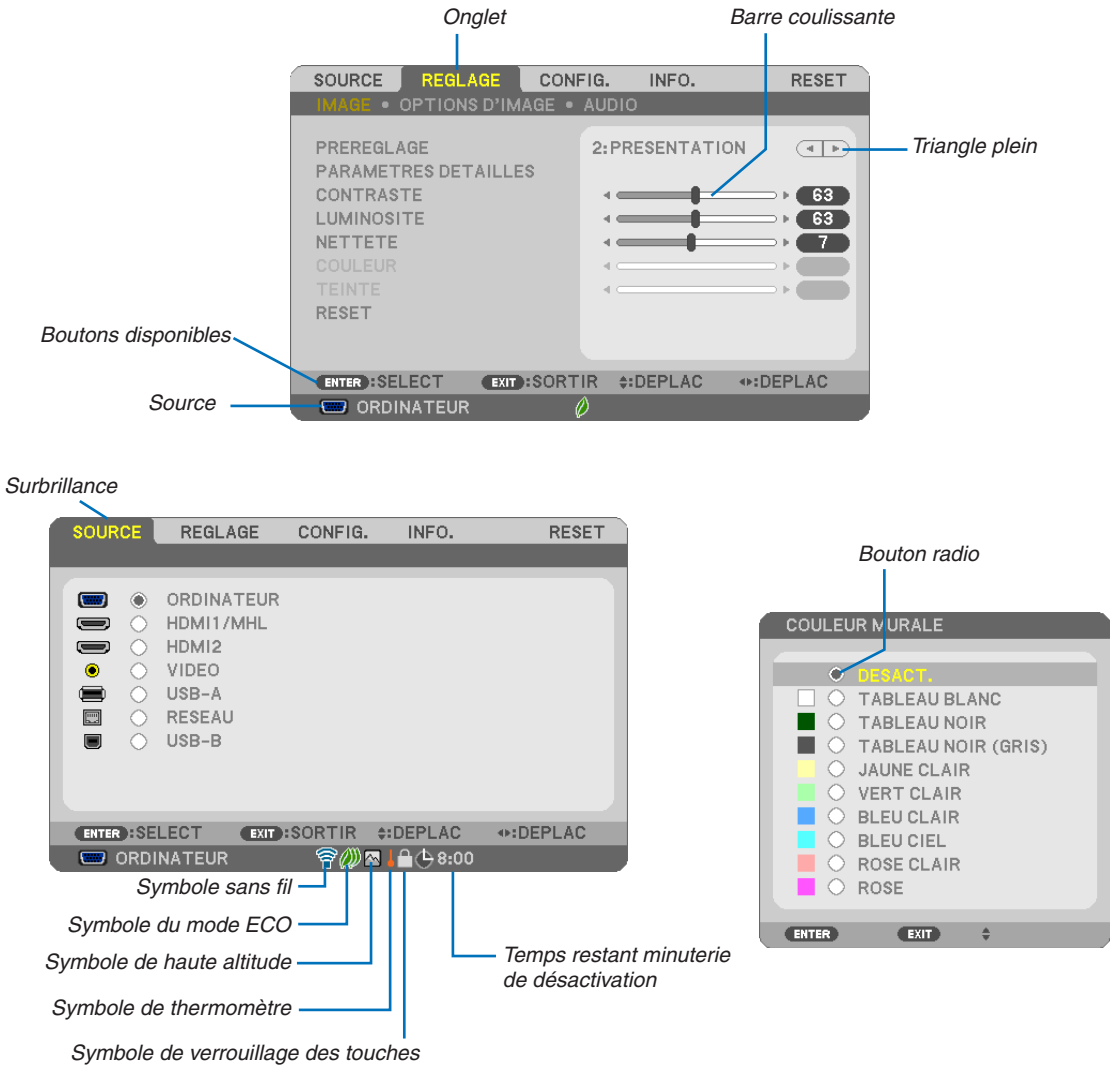 Onglet
Barre coulissante
SOURCE REGLAGE CONFIG. INFO. RESET
IMAGE • OPTIONS D'IMAGE • AUDIO
PREREGLAGE 2:PRESENTATION
Triangle plein
PARAMETRES DETAILLES
CONTRASTE 63
LUMINOSITE 63
NETTETE 7
COULEUR
TEINTE
RESET
Boutons disponibles
ENTER:SELECT EXIT:SORTIR :DEPLAC :DEPLAC
Source
ORDINATEUR
Surbrillance
SOURCE REGLAGE CONFIG. INFO. RESET
ORDINATEUR
HDMI1/MHL
HDMI2
VIDEO
USB-A
RESEAU
USB-B
ENTER:SELECT EXIT:SORTIR :DEPLAC :DEPLAC
ORDINATEUR 8:00
Symbole sans fil
Symbole du mode ECO
Symbole de haute altitude
Symbole de thermomètre
Symbole de verrouillage des touches
Temps restant minuterie
de désactivation
Bouton radio
COULEUR MURALE
DESACT.
TABLEAU BLANC
TABLEAU NOIR
TABLEAU NOIR (GRIS)
JAUNE CLAIR
VERT CLAIR
BLEU CLAIR
BLEU CIEL
ROSE CLAIR
ROSE
ENTER EXIT